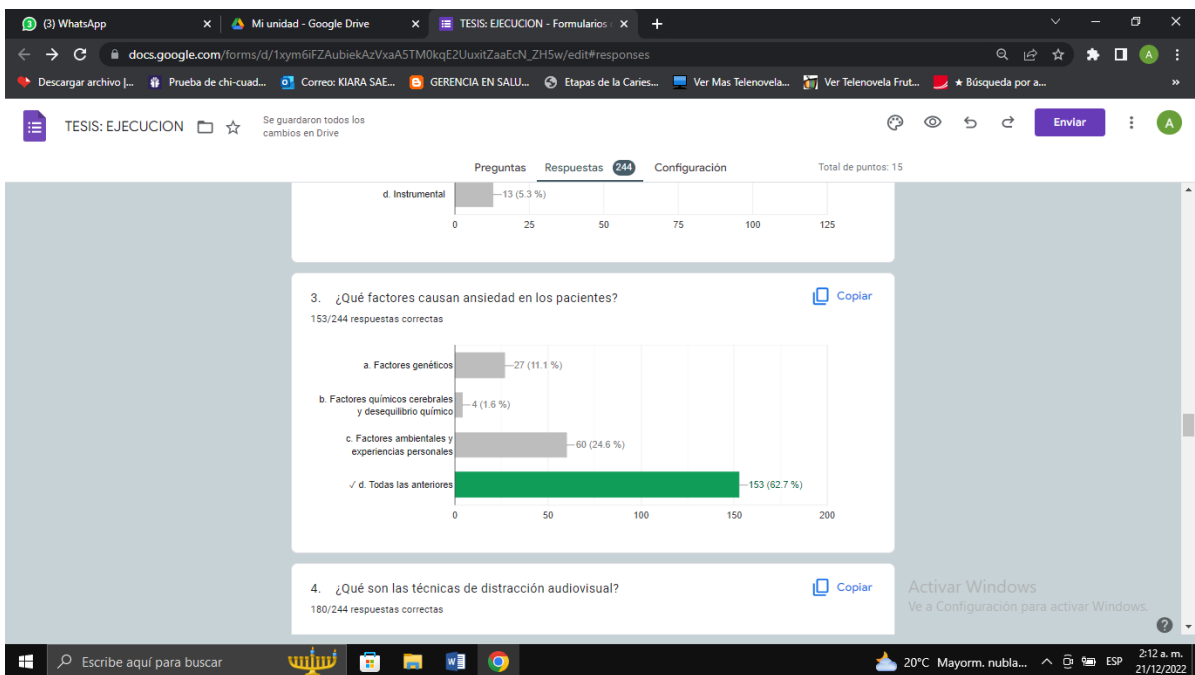 (3) WhatsApp
Mi unidad - Google Drive
TESIS: EJECUCION - Formularios
docs.google.com/forms/d/1xym6iFZAubiekAzVxaA5TM0kqE2UuxitZaaEcN_ZH5w/edit#responses
A
Descargar archivo |...
Prueba de chi-cuad...
Correo: KIARA SAE...
GERENCIA EN SALU...
Etapas de la Caries...
Ver Mas Telenovela...
Ver Telenovela Frut...
★ Búsqueda por a...
»
TESIS: EJECUCION
Se guardaron todos los
cambios en Drive
Enviar
A
Preguntas
Respuestas 244
Configuración
Total de puntos: 15
d. Instrumental
13 (5.3 %)
0 25 50 75 100 125
3. ¿Qué factores causan ansiedad en los pacientes?
Copiar
153/244 respuestas correctas
a. Factores genéticos
27 (11.1 %)
b. Factores químicos cerebrales
y desequilibrio químico
4 (1.6 %)
c. Factores ambientales y
experiencias personales
60 (24.6 %)
✓ d. Todas las anteriores
153 (62.7 %)
0 50 100 150 200
4. ¿Qué son las técnicas de distracción audiovisual?
Copiar
180/244 respuestas correctas
Activar Windows
Ve a Configuración para activar Windows.
Escribe aquí para buscar
20°C Mayorm. nubla...
ESP
2:12 a. m.
21/12/2022